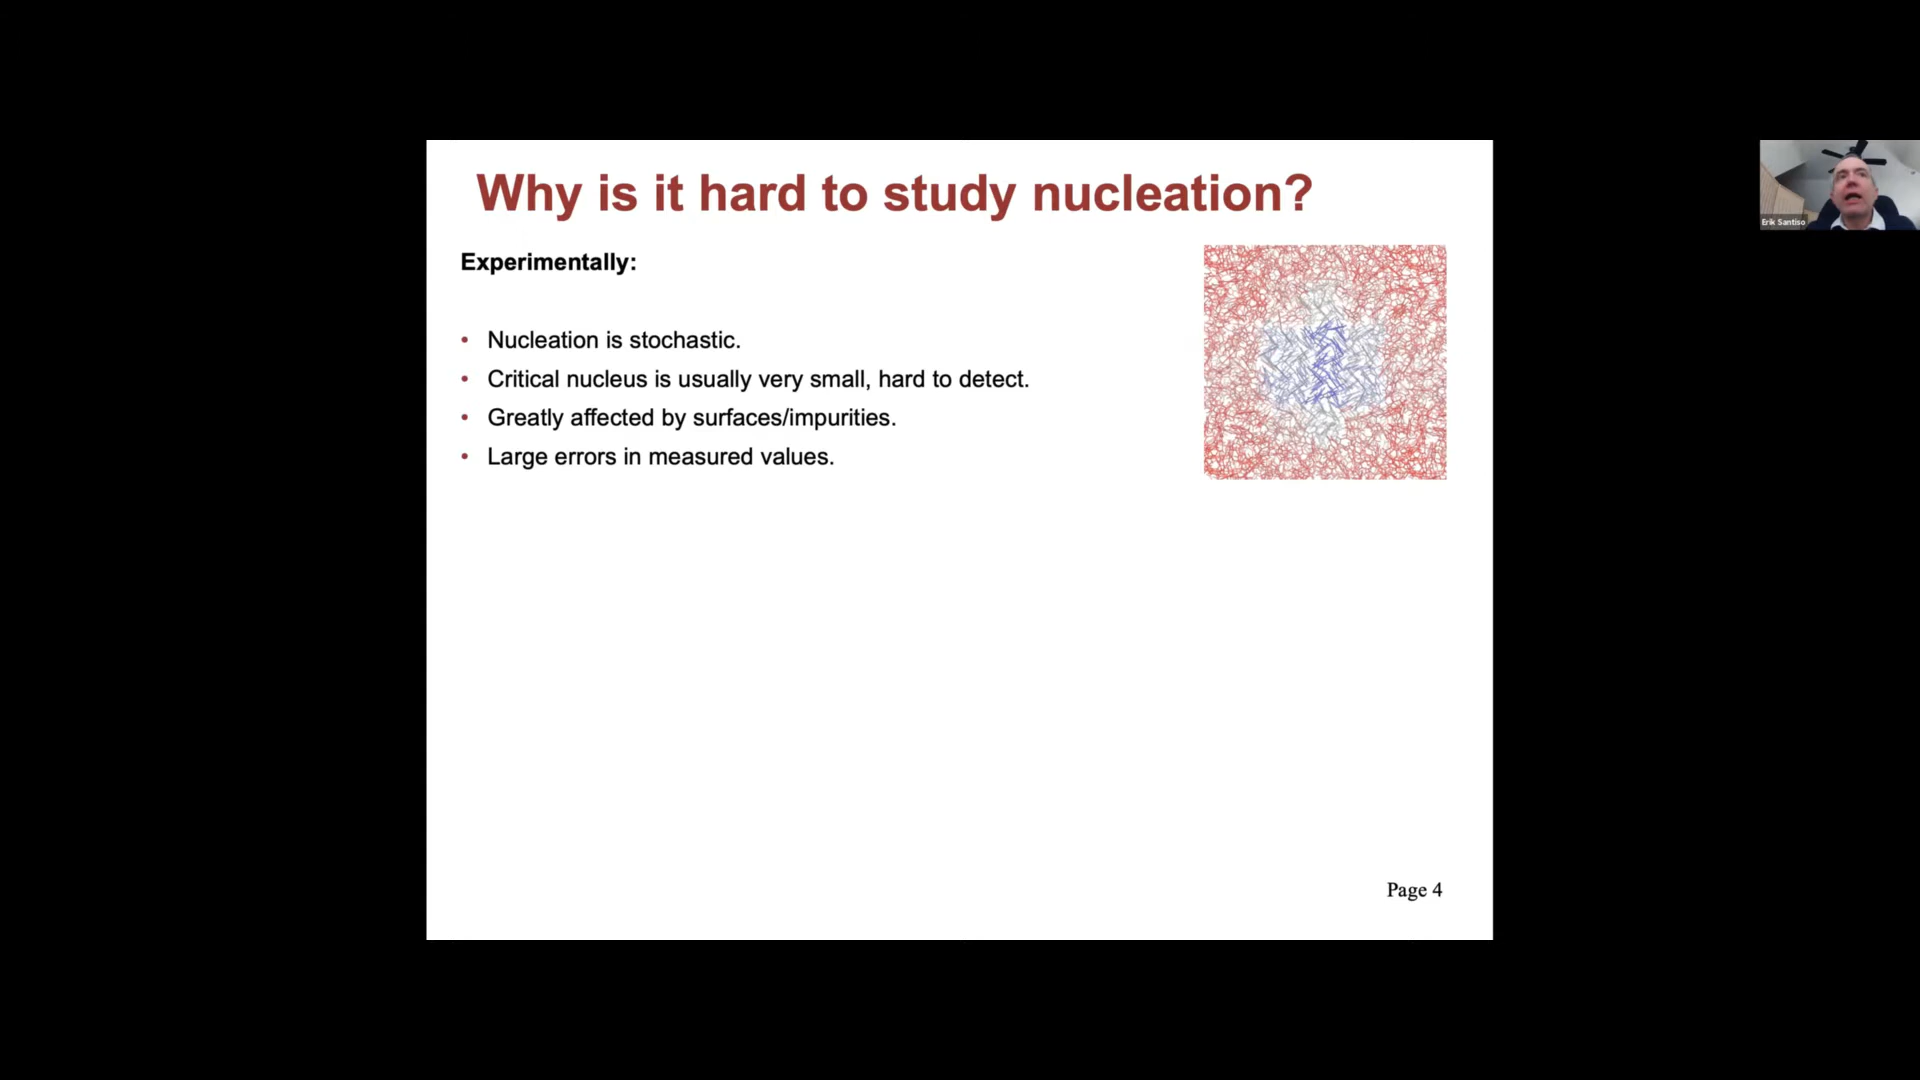 Why is it hard to study nucleation?
Experimentally:
• Nucleation is stochastic.
• Critical nucleus is usually very small, hard to detect.
• Greatly affected by surfaces/impurities.
• Large errors in measured values.
Page 4
Erik Santiso